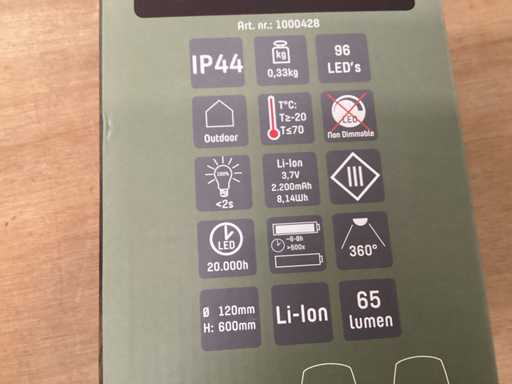 Art. nr.: 1000428
IP44
kg
0,33kg
96
LED's
Outdoor
T°C:
T≥-20
T≤70
LED
Non Dimmable
100%
<2s
Li-Ion
3,7V
2.200mAh
8,14Wh
III
LED
20.000h
~6-8h
>500x
360°
Ø 120mm
H: 600mm
Li-Ion
65
lumen